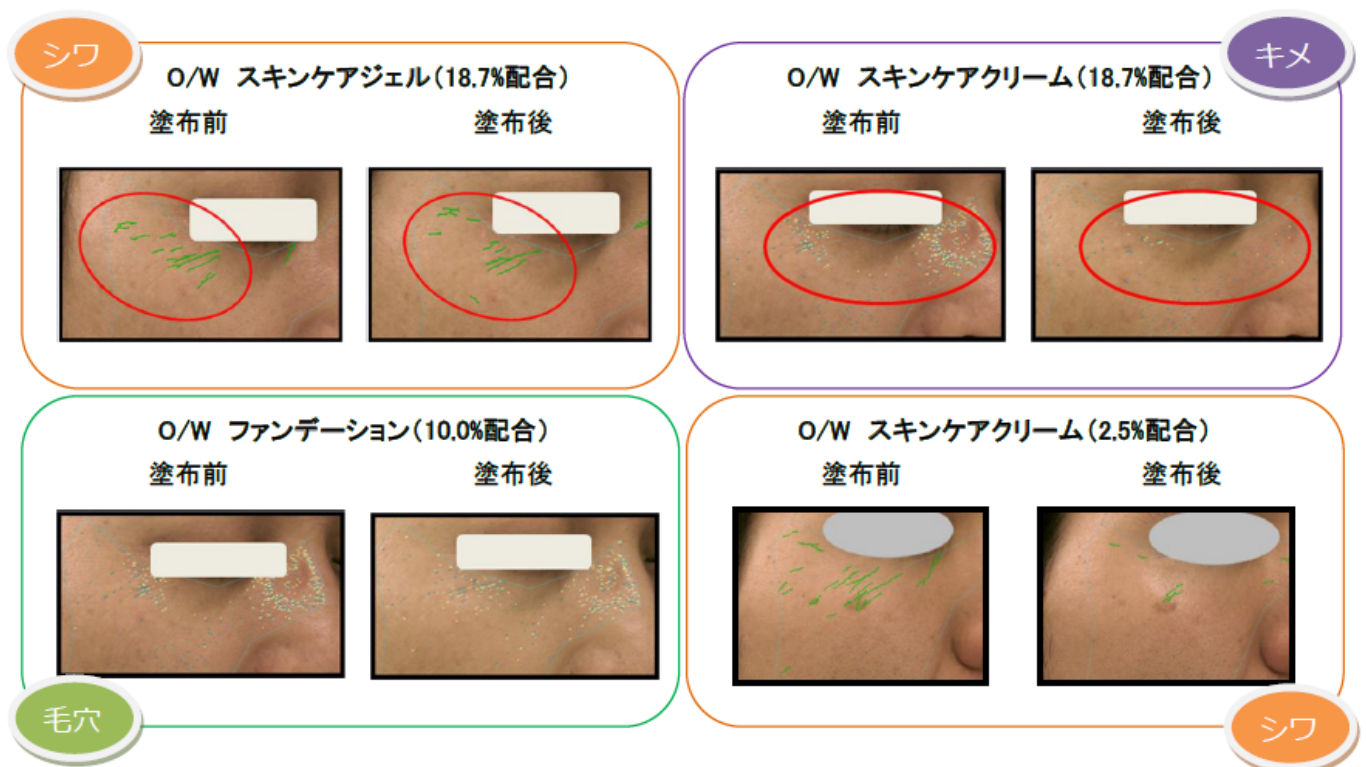 シワ
O/W スキンケアジェル(18.7%配合)
塗布前 塗布後
キメ
O/W スキンケアクリーム(18.7%配合)
塗布前 塗布後
O/W ファンデーション(10.0%配合)
塗布前 塗布後
毛穴
O/W スキンケアクリーム(2.5%配合)
塗布前 塗布後
シワ